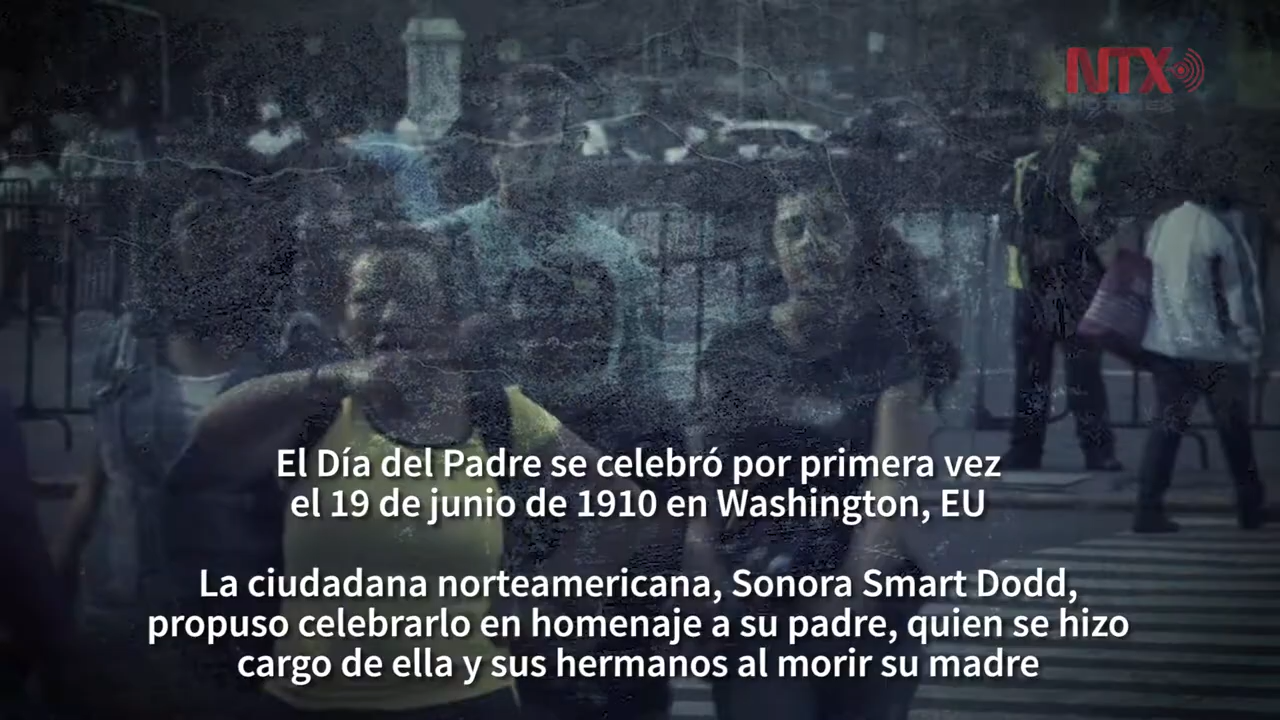 NTX
NOTIMEX
El Día del Padre se celebró por primera vez
el 19 de junio de 1910 en Washington, EU
La ciudadana norteamericana, Sonora Smart Dodd,
propuso celebrarlo en homenaje a su padre, quien se hizo
cargo de ella y sus hermanos al morir su madre